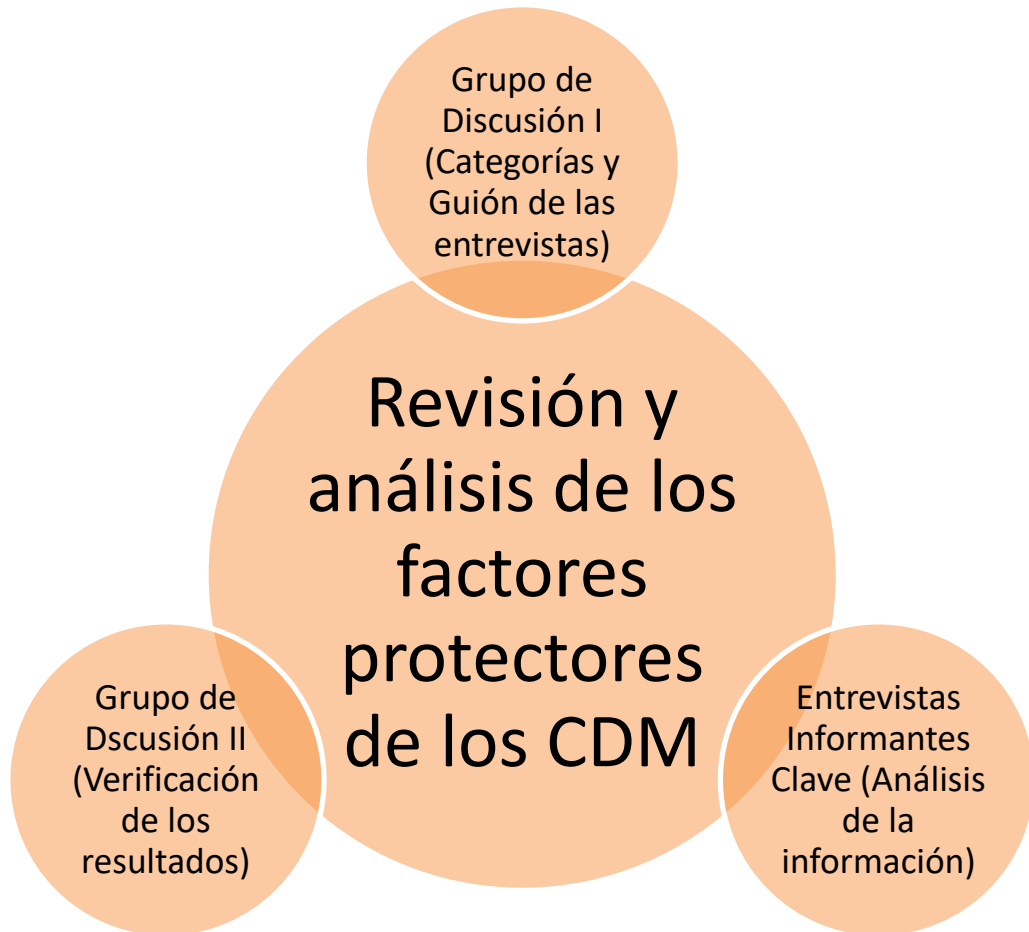 Grupo de
Discusión I
(Categorías y
Guión de las
entrevistas)
Revisión y
análisis de los
factores
protectores
de los CDM
Grupo de
Dscusión II
(Verificación
de los
resultados)
Entrevistas
Informantes
Clave (Análisis
de la
información)